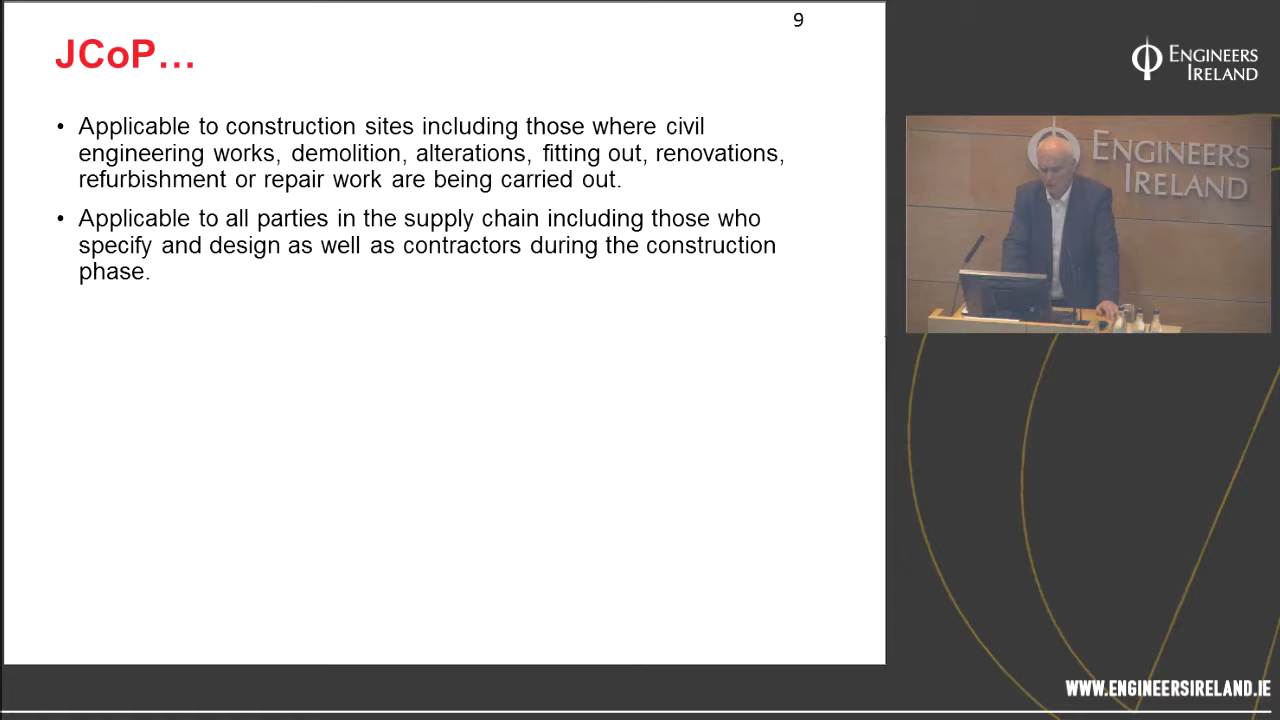 9
JCoP...
• Applicable to construction sites including those where civil
engineering works, demolition, alterations, fitting out, renovations,
refurbishment or repair work are being carried out.
• Applicable to all parties in the supply chain including those who
specify and design as well as contractors during the construction
phase.
ENGINEERS
IRELAND
ENGINEERS
IRELAND
WWW.ENGINEERSIRELAND.IE